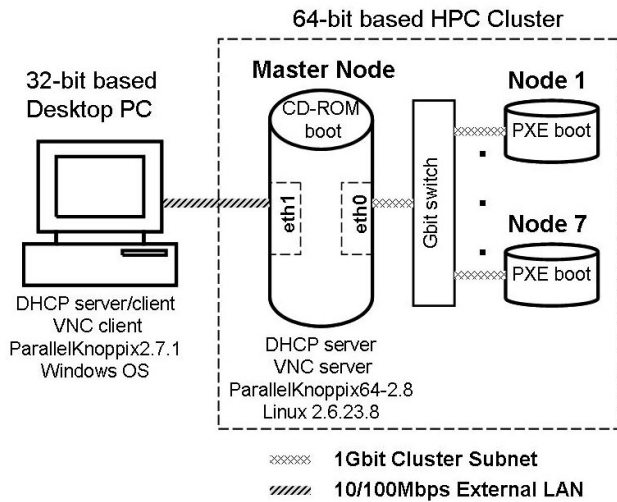 64-bit based HPC Cluster
32-bit based
Desktop PC
Master Node
CD-ROM
boot
eth1
eth0
Gbit switch
Node 1
PXE boot
Node 7
PXE boot
DHCP server/client
VNC client
ParallelKnoppix2.7.1
Windows OS
DHCP server
VNC server
ParallelKnoppix64-2.8
Linux 2.6.23.8
1Gbit Cluster Subnet
10/100Mbps External LAN